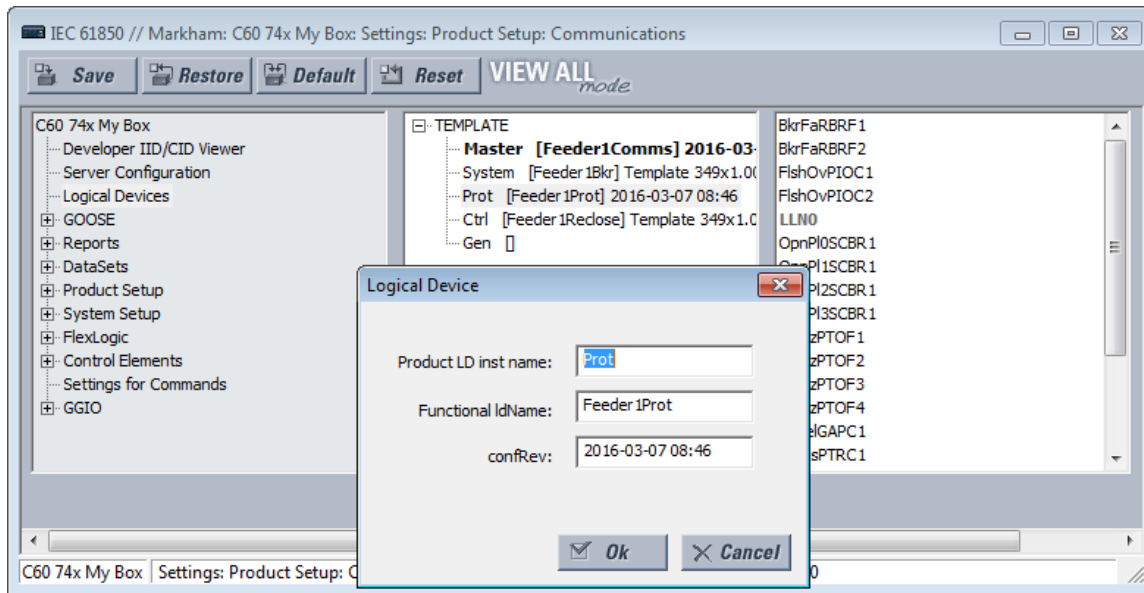 IEC 61850 // Markham: C60 74x My Box: Settings: Product Setup: Communications
Save Restore Default Reset VIEW ALL mode
C60 74x My Box
Developer IID/CID Viewer
Server Configuration
Logical Devices
GOOSE
Reports
DataSets
Product Setup
System Setup
FlexLogic
Control Elements
Settings for Commands
GGIO
TEMPLATE
Master [Feeder1Comms] 2016-03-
System [Feeder1Bkr] Template 349x1.00
Prot [Feeder1Prot] 2016-03-07 08:46
Ctrl [Feeder1Reclose] Template 349x1.0
Gen []
BkrFaRBRF1
BkrFaRBRF2
FlshOvPIOC1
FlshOvPIOC2
LLN0
OpnPl0SCBR1
OpnPl1SCBR1
Pl2SCBR1
Pl3SCBR1
zPTOF1
zPTOF2
zPTOF3
zPTOF4
elGAPC1
sPTRC1
Logical Device
Product LD inst name: Prot
Functional ldName: Feeder1Prot
confRev: 2016-03-07 08:46
Ok Cancel
C60 74x My Box Settings: Product Setup: C